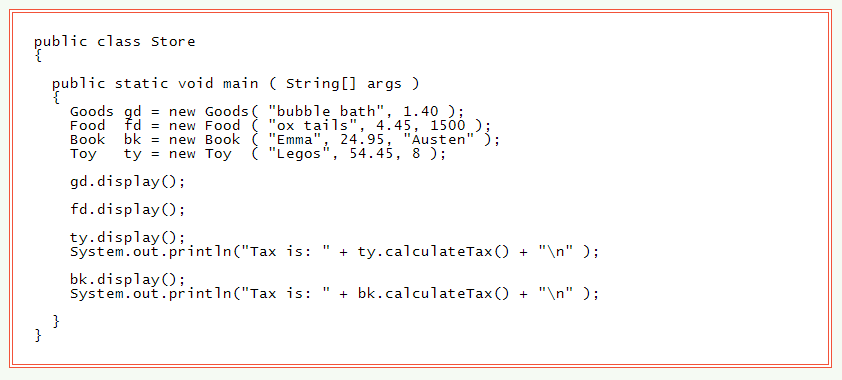 public class Store
{
  public static void main ( String[] args )
  {
    Goods gd = new Goods( "bubble bath", 1.40 );
    Food  fd = new Food ( "ox tails", 4.45, 1500 );
    Book  bk = new Book ( "Emma", 24.95, "Austen" );
    Toy   ty = new Toy  ( "Legos", 54.45, 8 );
    gd.display();
    fd.display();
    ty.display();
    System.out.println("Tax is: " + ty.calculateTax() + "\n" );
    bk.display();
    System.out.println("Tax is: " + bk.calculateTax() + "\n" );
  }
}